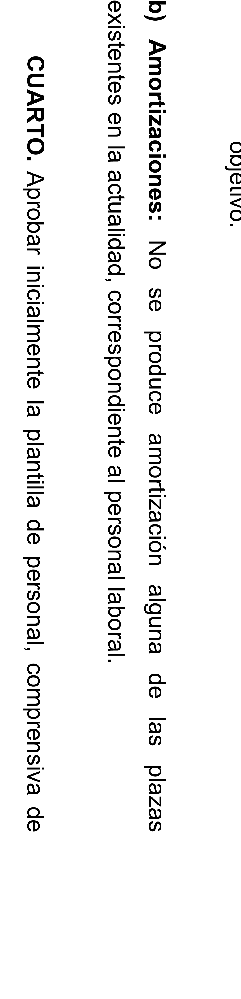 objetivo.
b) Amortizaciones: No se produce amortización alguna de las plazas
existentes en la actualidad, correspondiente al personal laboral.
CUARTO. Aprobar inicialmente la plantilla de personal, comprensiva de